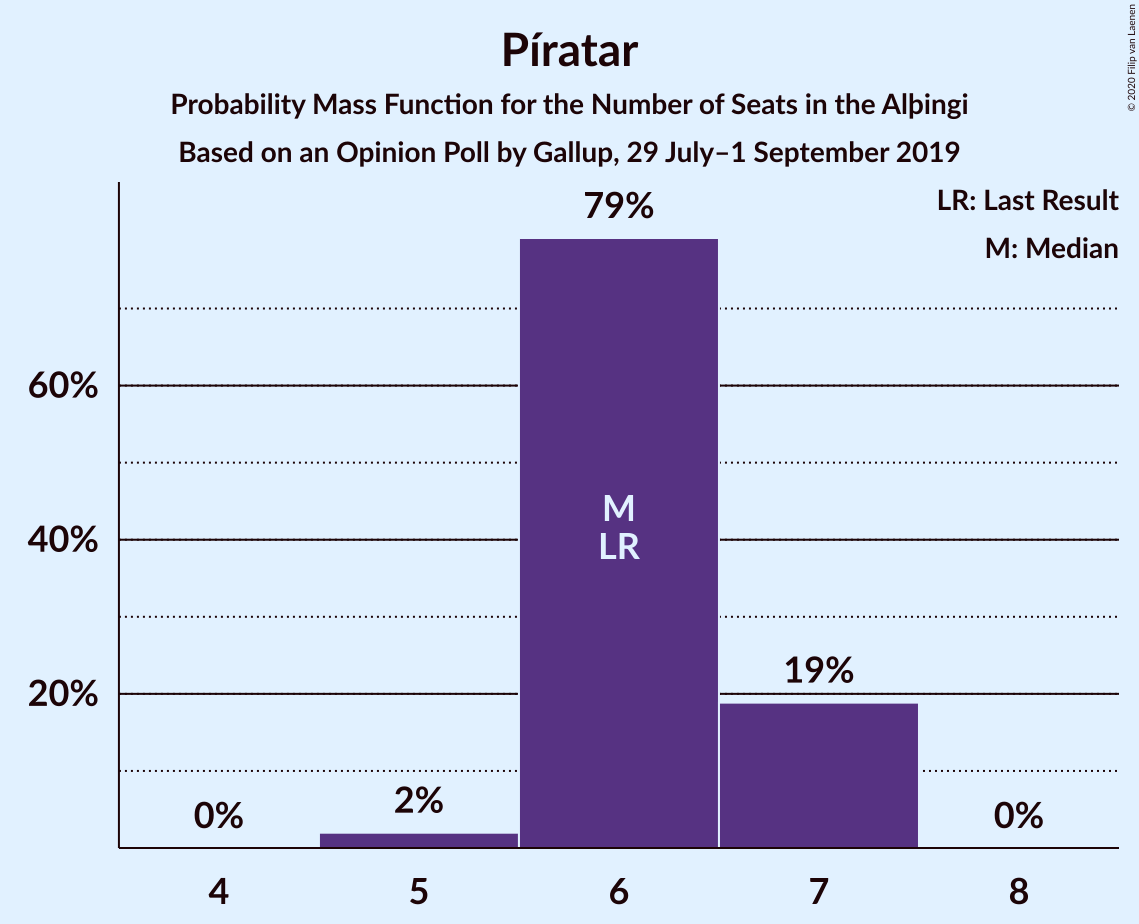 Píratar
Probability Mass Function for the Number of Seats in the Alþingi
Based on an Opinion Poll by Gallup, 29 July–1 September 2019
© 2020 Filip van Laenen
LR: Last Result
M: Median
79%
60%
40%
20%
M
LR
19%
2%
0%
0%
4
5
6
7
8